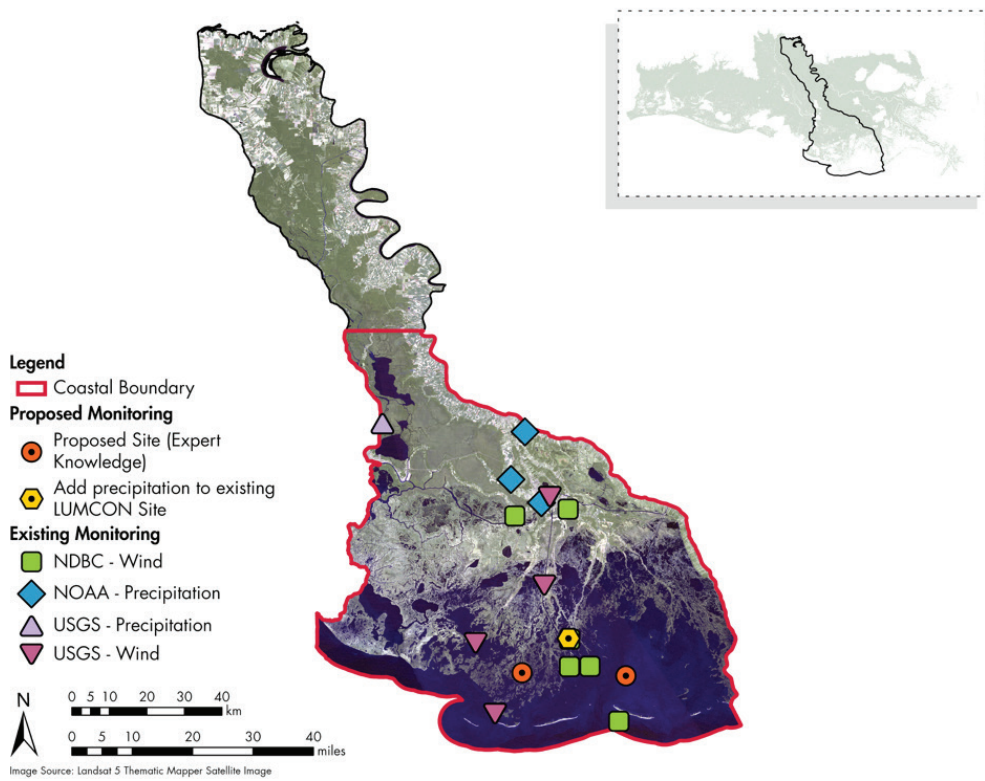 Legend
Coastal Boundary
Proposed Monitoring
Proposed Site (Expert
Knowledge)
Add precipitation to existing
LUMCON Site
Existing Monitoring
NDBC - Wind
NOAA - Precipitation
USGS - Precipitation
USGS - Wind
N
0 5 10 20 30 40
km
0 5 10 20 30 40
miles
Image Source: Landsat 5 Thematic Mapper Satellite Image